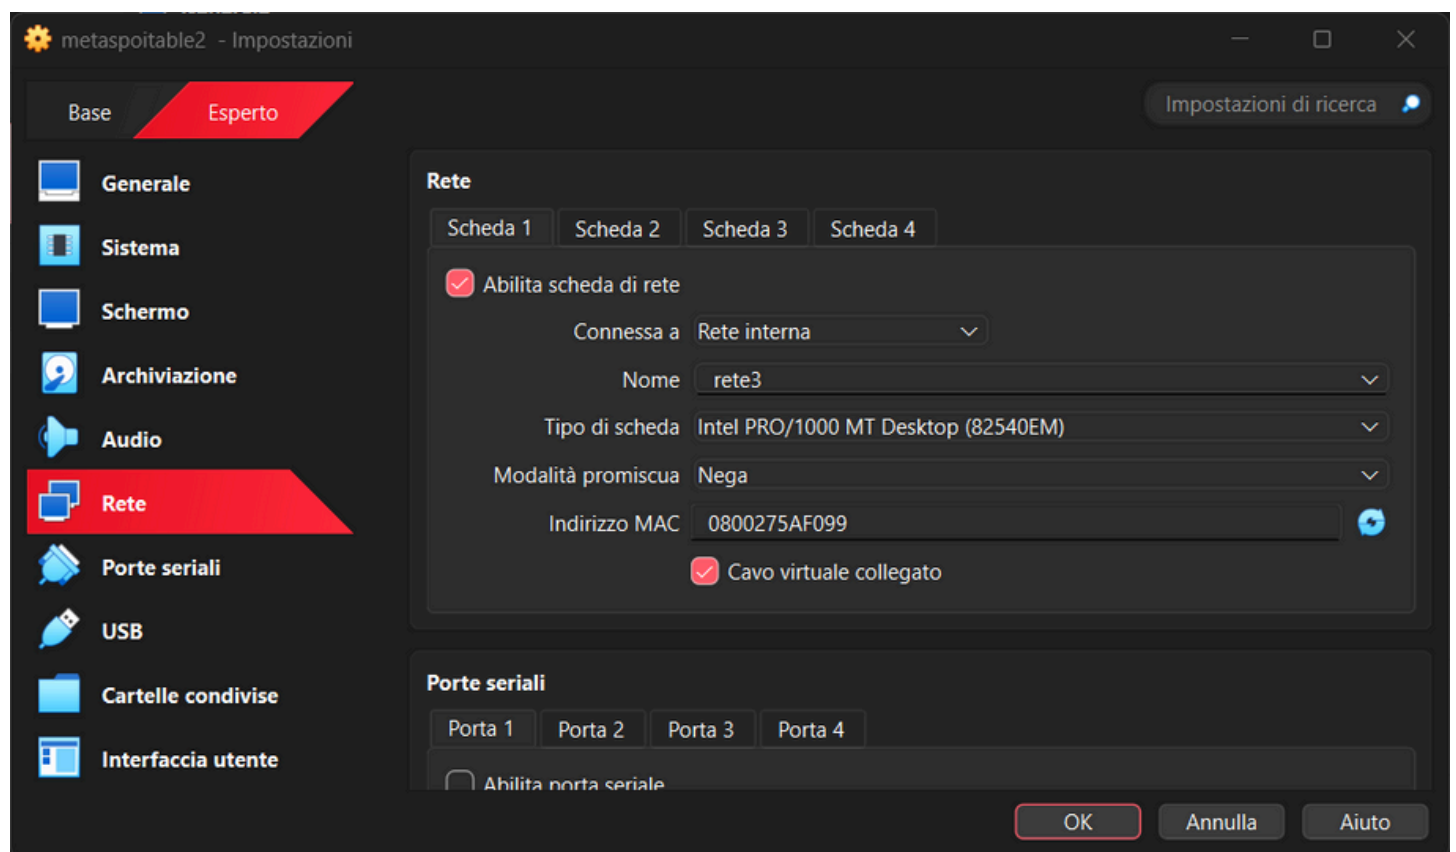 metaspoitable2 - Impostazioni
Base
Esperto
Impostazioni di ricerca
Generale
Sistema
Schermo
Archiviazione
Audio
Rete
Porte seriali
USB
Cartelle condivise
Interfaccia utente
Rete
Scheda 1
Scheda 2
Scheda 3
Scheda 4
Abilita scheda di rete
Connessa a Rete interna
Nome rete3
Tipo di scheda Intel PRO/1000 MT Desktop (82540EM)
Modalità promiscua Nega
Indirizzo MAC 0800275AF099
Cavo virtuale collegato
Porte seriali
Porta 1
Porta 2
Porta 3
Porta 4
Abilita porta seriale
OK
Annulla
Aiuto